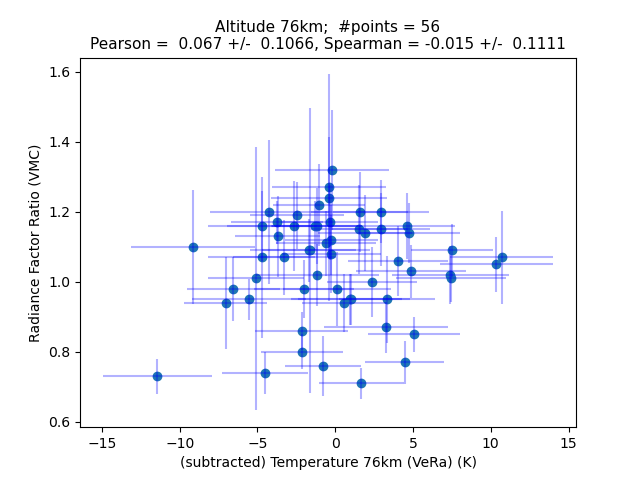 Altitude 76km;  #points = 56
Pearson =  0.067 +/-  0.1066, Spearman = -0.015 +/-  0.1111
1.6
1.4
1.2
1.0
0.8
0.6
Radiance Factor Ratio (VMC)
−15 −10 −5 0 5 10 15
(subtracted) Temperature 76km (VeRa) (K)